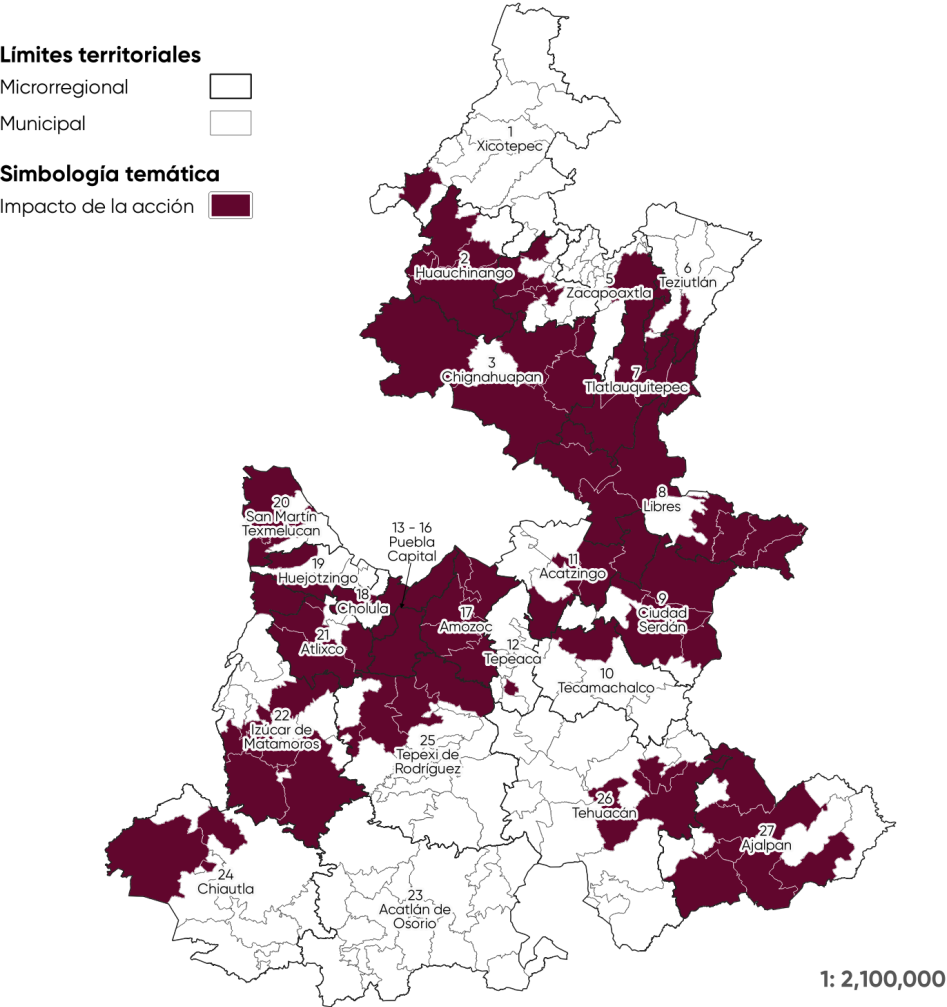 Límites territoriales
Microrregional
Municipal
Simbología temática
Impacto de la acción
1
Xicotepec
2
Huauchinango
5
Zacapoaxtla
6
Teziutlán
3
Chignahuapan
7
Tlatlauquitepec
8
Libres
20
San Martín
Texmelucan
13 - 16
Puebla
Capital
19
Huejotzingo
11
Acatzingo
18
Cholula
17
Amozoc
9
Ciudad
Serdán
21
Atlixco
12
Tepeaca
10
Tecamachalco
22
Izúcar de
Matamoros
25
Tepexi de
Rodríguez
26
Tehuacán
27
Ajalpan
24
Chiautla
23
Acatlán de
Osorio
1: 2,100,000